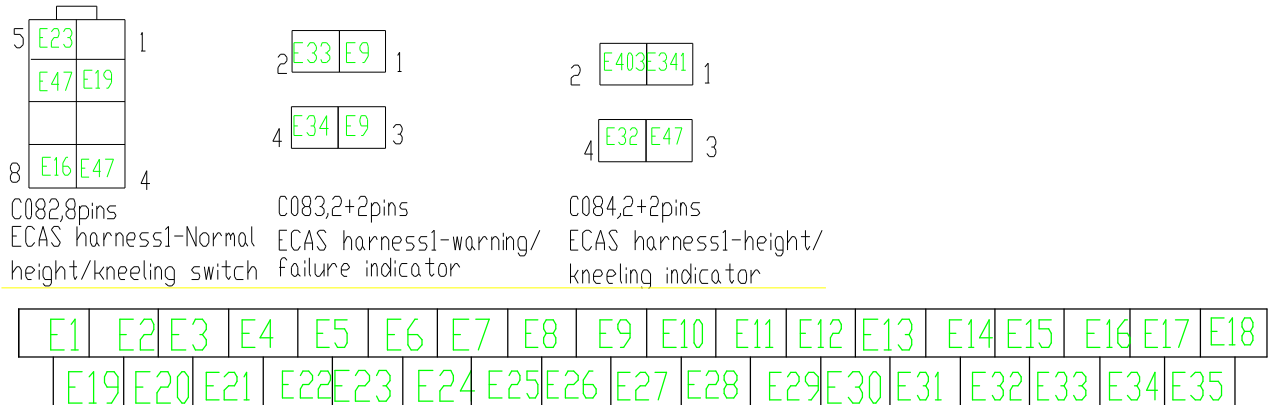 5 E23 1
E47 E19
8 E16 E47 4
C082,8pins
ECAS harness1-Normal
height/kneeling switch
2 E33 E9 1
4 E34 E9 3
C083,2+2pins
ECAS harness1-warning/
failure indicator
2 E403 E341 1
4 E32 E47 3
C084,2+2pins
ECAS harness1-height/
kneeling indicator
E1 E2 E3 E4 E5 E6 E7 E8 E9 E10 E11 E12 E13 E14 E15 E16 E17 E18
E19 E20 E21 E22 E23 E24 E25 E26 E27 E28 E29 E30 E31 E32 E33 E34 E35